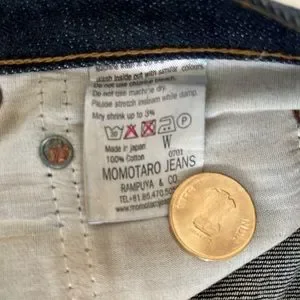 Wash inside out with similar colours.
Do not use chlorine bleach.
Do not use machine dry.
Please stretch inseam while damp.
May shrink up to 3%
Made in japan
100% Cotton
W
0701
MOMOTARO JEANS
RAMPUYA & CO.